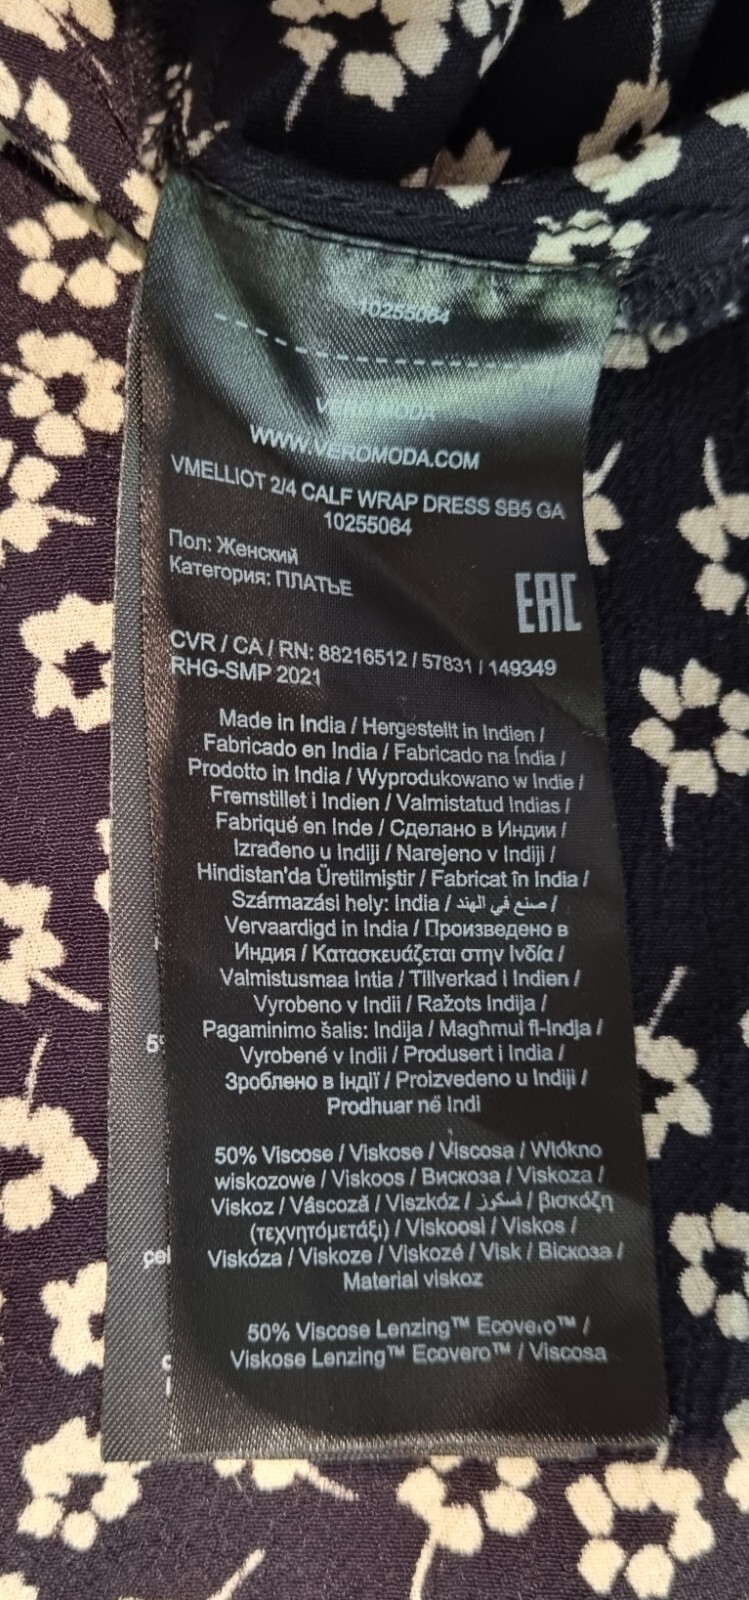 10255064
VERO MODA
WWW.VEROMODA.COM
VMELLIOT 2/4 CALF WRAP DRESS SB5 GA
10255064
Пол: Женский
Категория: ПЛАТЬЕ
EAC
CVR / CA / RN: 88216512 / 57831 / 149349
RHG-SMP 2021
Made in India / Hergestellt in Indien /
Fabricado en India / Fabricado na Índia /
Prodotto in India / Wyprodukowano w Indie /
Fremstillet i Indien / Valmistatud Indias /
Fabriqué en Inde / Сделано в Индии /
Izrađeno u Indiji / Narejeno v Indiji /
Hindistan'da Üretilmiştir / Fabricat în India /
Származási hely: India / صنع في الهند /
Vervaardigd in India / Произведено в
Индия / Κατασκευάζεται στην Ινδία /
Valmistusmaa Intia / Tillverkad i Indien /
Vyrobeno v Indii / Ražots Indija /
Pagaminimo šalis: Indija / Magħmul fl-Indja /
Vyrobené v Indii / Produsert i India /
Зроблено в Індії / Proizvedeno u Indiji /
Prodhuar në Indi
50% Viscose / Viskose / Viscosa / Włókno
wiskozowe / Viskoos / Вискоза / Viskoza /
Viskoz / Vâscoză / Viszkóz / فسكوز / βισκόζη
(τεχνητόμετάξι) / Viskoosi / Viskos /
Viskóza / Viskoze / Viskozė / Visk / Віскоза /
Material viskoz
50% Viscose Lenzing™ Ecovero™ /
Viskose Lenzing™ Ecovero™ / Viscosa